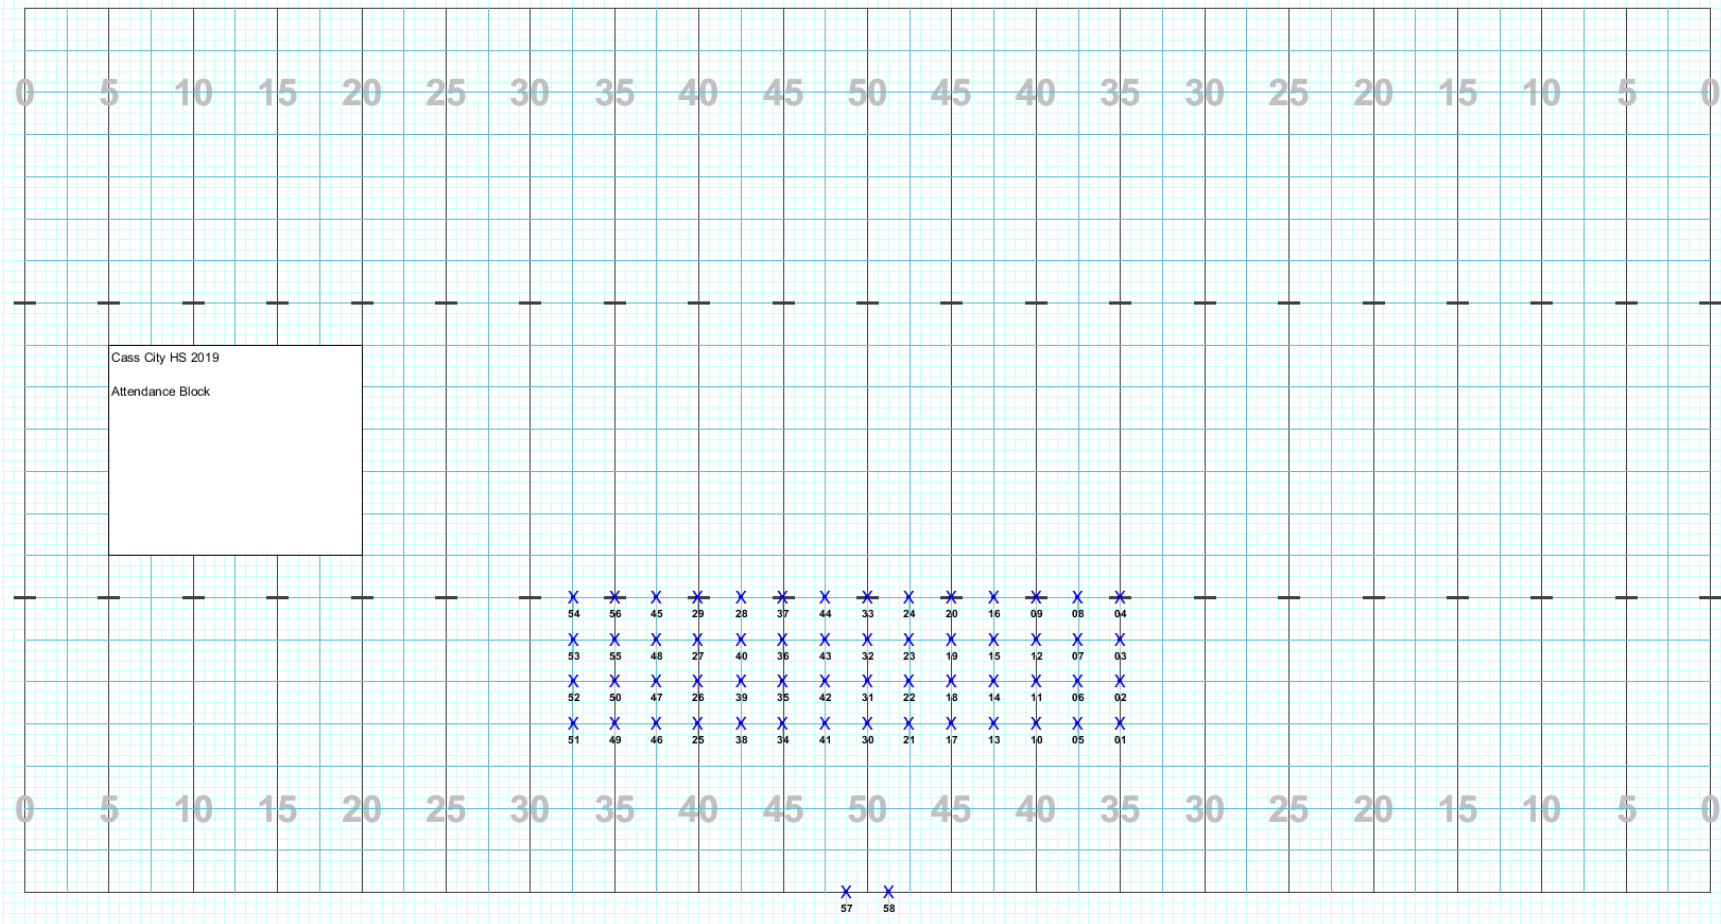 0 5 10 15 20 25 30 35 40 45 50 45 40 35 30 25 20 15 10 5 0
Cass City HS 2019
Attendance Block
X X X X X X X X X X X X X X
54 56 45 29 28 37 44 33 24 20 16 09 08 04
X X X X X X X X X X X X X X
53 55 48 27 40 36 43 32 23 19 15 12 07 03
X X X X X X X X X X X X X X
52 50 47 26 39 35 42 31 22 18 14 11 06 02
X X X X X X X X X X X X X X
51 49 46 25 38 34 41 30 21 17 13 10 05 01
0 5 10 15 20 25 30 35 40 45 50 45 40 35 30 25 20 15 10 5 0
X X
57 58